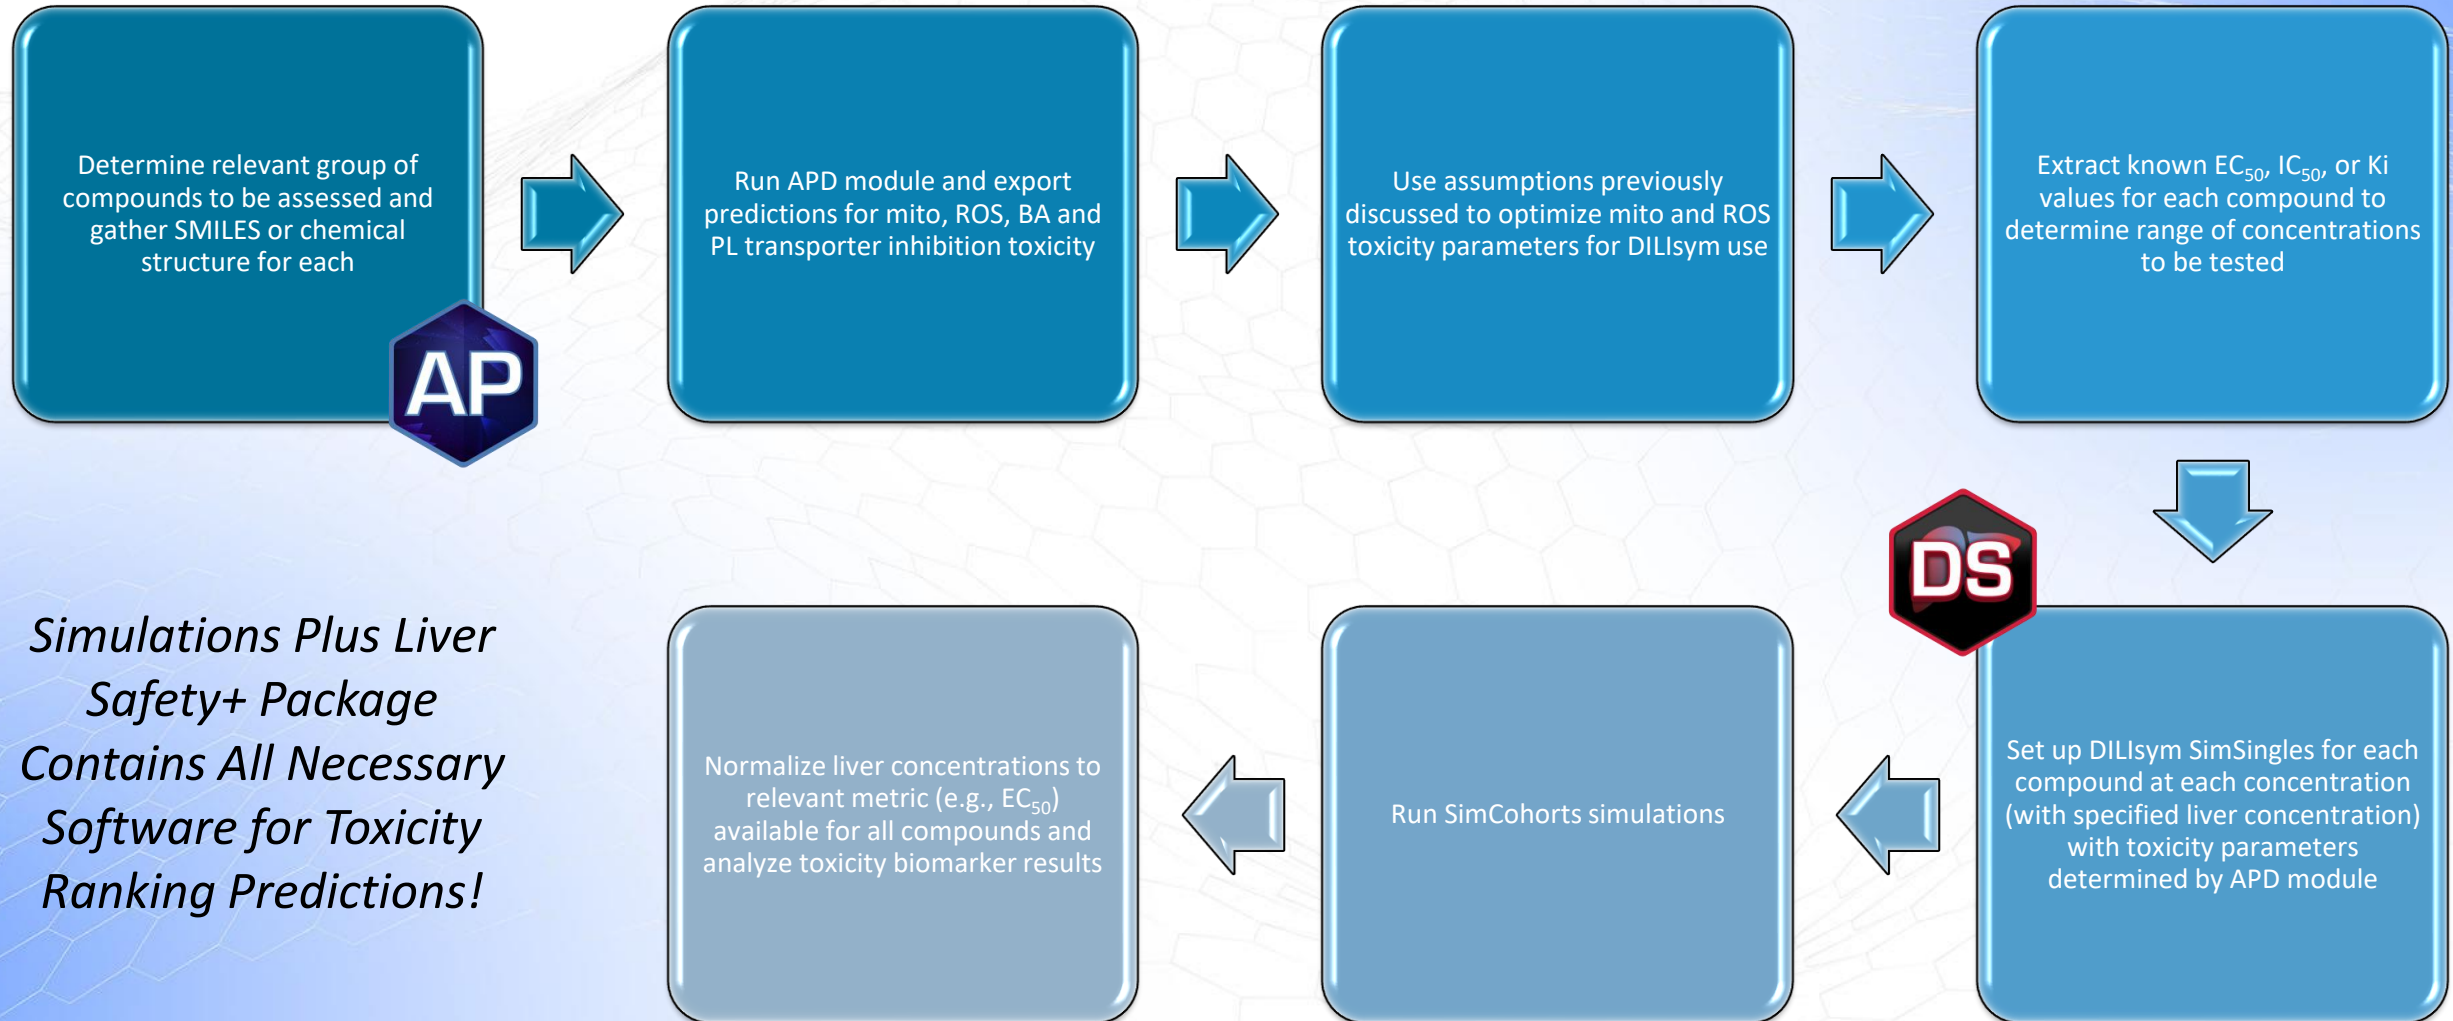 Determine relevant group of
compounds to be assessed and
gather SMILES or chemical
structure for each
AP
Run APD module and export
predictions for mito, ROS, BA and
PL transporter inhibition toxicity
Use assumptions previously
discussed to optimize mito and ROS
toxicity parameters for DILIsym use
Extract known EC₅₀, IC₅₀, or Ki
values for each compound to
determine range of concentrations
to be tested
DS
Set up DILIsym SimSingles for each
compound at each concentration
(with specified liver concentration)
with toxicity parameters
determined by APD module
Run SimCohorts simulations
Normalize liver concentrations to
relevant metric (e.g., EC₅₀)
available for all compounds and
analyze toxicity biomarker results
Simulations Plus Liver
Safety+ Package
Contains All Necessary
Software for Toxicity
Ranking Predictions!